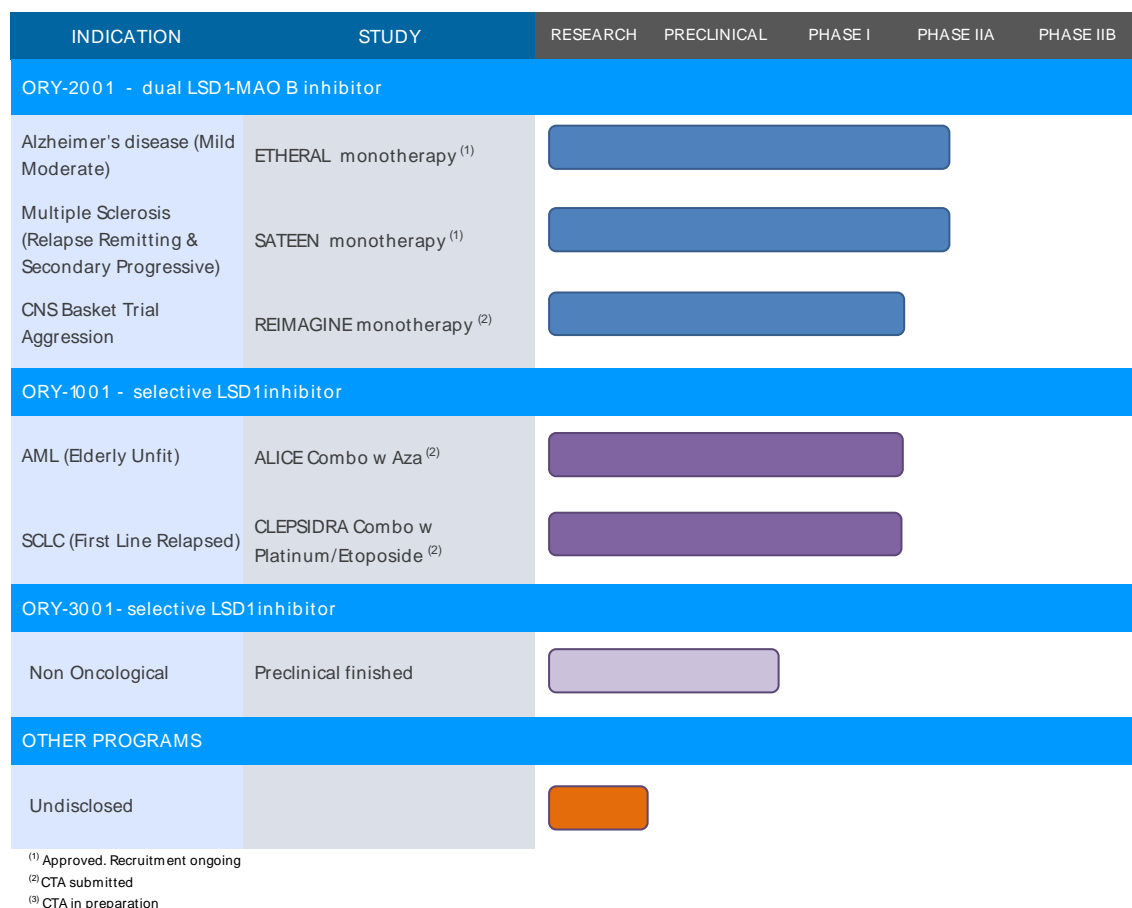 INDICATION STUDY RESEARCH PRECLINICAL PHASE I PHASE IIA PHASE IIB
ORY-2001 - dual LSD1-MAO B inhibitor
Alzheimer's disease (Mild
Moderate)
ETHERAL monotherapy (1)
Multiple Sclerosis
(Relapse Remitting &
Secondary Progressive)
SATEEN monotherapy (1)
CNS Basket Trial
Aggression
REIMAGINE monotherapy (2)
ORY-1001 - selective LSD1 inhibitor
AML (Elderly Unfit)
ALICE Combo w Aza (2)
SCLC (First Line Relapsed)
CLEPSIDRA Combo w
Platinum/Etoposide (2)
ORY-3001- selective LSD1 inhibitor
Non Oncological
Preclinical finished
OTHER PROGRAMS
Undisclosed
(1) Approved. Recruitment ongoing
(2) CTA submitted
(3) CTA in preparation